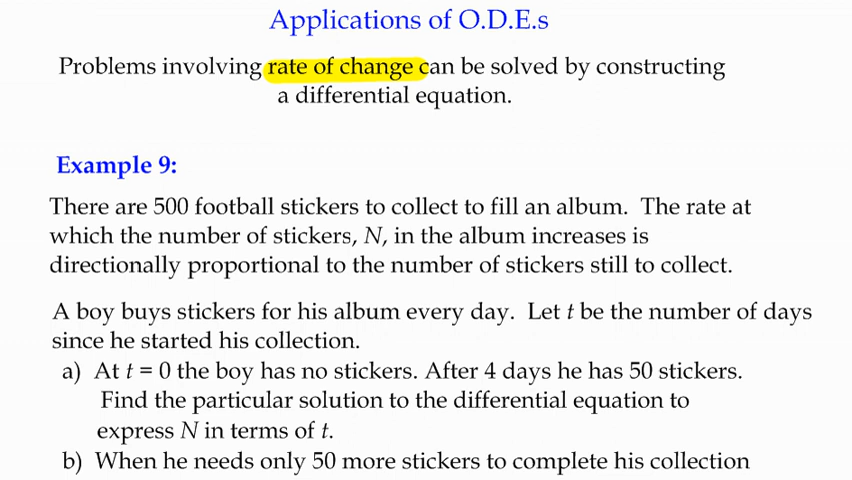 Applications of O.D.E.s
Problems involving rate of change can be solved by constructing
a differential equation.
Example 9:
There are 500 football stickers to collect to fill an album. The rate at
which the number of stickers, N, in the album increases is
directionally proportional to the number of stickers still to collect.
A boy buys stickers for his album every day. Let t be the number of days
since he started his collection.
a) At t = 0 the boy has no stickers. After 4 days he has 50 stickers.
Find the particular solution to the differential equation to
express N in terms of t.
b) When he needs only 50 more stickers to complete his collection